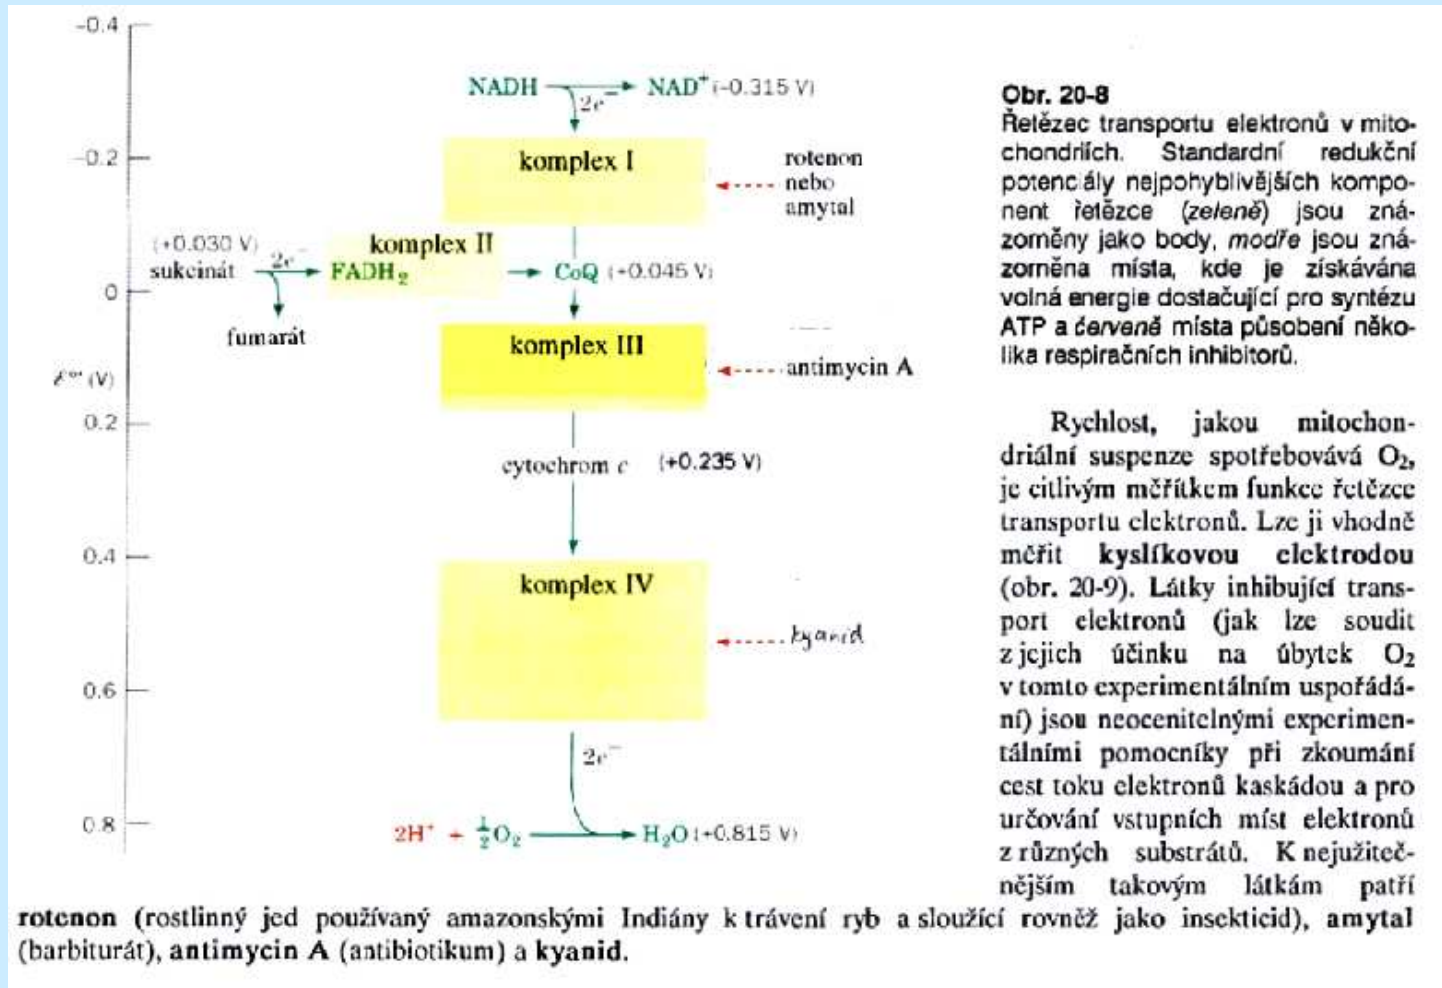 -0.4
NADH
NAD⁺ (-0.315 V)
2e⁻
-0.2
komplex I
rotenon
nebo
amytal
(+0.030 V)
sukcinát
2e⁻
komplex II
FADH₂
CoQ (+0.045 V)
0
fumarát
komplex III
antimycin A
ℰ°' (V)
0.2
cytochrom c (+0.235 V)
0.4
komplex IV
kyanid
0.6
2e⁻
0.8
2H⁺ + ½O₂
H₂O (+0.815 V)
Obr. 20-8
Řetězec transportu elektronů v mito-
chondriích. Standardní redukční
potenciály nejpohyblivějších kompo-
nent řetězce (zeleně) jsou zná-
zorněny jako body, modře jsou zná-
zorněna místa, kde je získávána
volná energie dostačující pro syntézu
ATP a červeně místa působení něko-
lika respiračních inhibitorů.
Rychlost, jakou mitochon-
driální suspenze spotřebovává O₂,
je citlivým měřítkem funkce řetězce
transportu elektronů. Lze ji vhodně
měřit kyslíkovou elektrodou
(obr. 20-9). Látky inhibující trans-
port elektronů (jak lze soudit
z jejich účinku na úbytek O₂
v tomto experimentálním uspořádá-
ní) jsou neocenitelnými experimen-
tálními pomocníky při zkoumání
cest toku elektronů kaskádou a pro
určování vstupních míst elektronů
z různých substrátů. K nejužiteč-
nějším takovým látkám patří
rotenon (rostlinný jed používaný amazonskými Indiány k trávení ryb a sloužící rovněž jako insekticid), amytal
(barbiturát), antimycin A (antibiotikum) a kyanid.